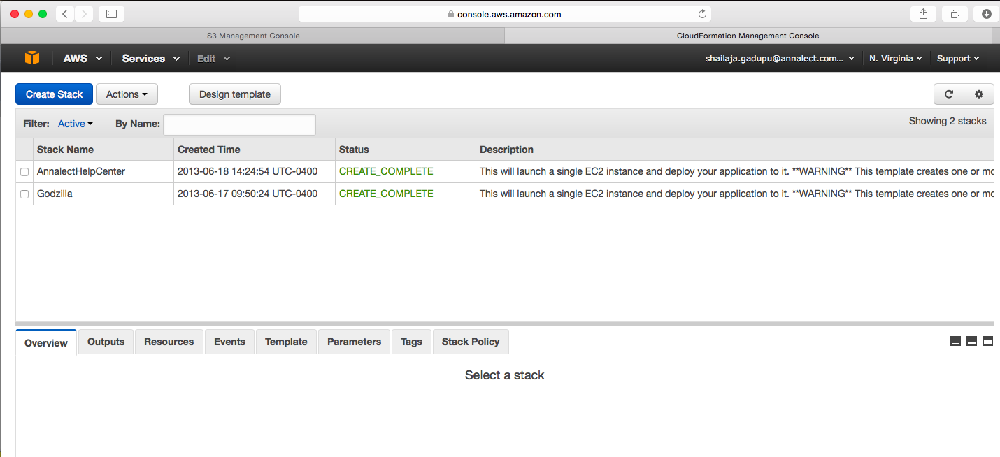 console.aws.amazon.com
S3 Management Console CloudFormation Management Console
AWS Services Edit shailaja.gadupu@annalect.com... N. Virginia Support
Create Stack Actions Design template
Filter: Active By Name: Showing 2 stacks
Stack Name Created Time Status Description
AnnalectHelpCenter 2013-06-18 14:24:54 UTC-0400 CREATE_COMPLETE This will launch a single EC2 instance and deploy your application to it. **WARNING** This template creates one or mo
Godzilla 2013-06-17 09:50:24 UTC-0400 CREATE_COMPLETE This will launch a single EC2 instance and deploy your application to it. **WARNING** This template creates one or mo
Overview Outputs Resources Events Template Parameters Tags Stack Policy
Select a stack